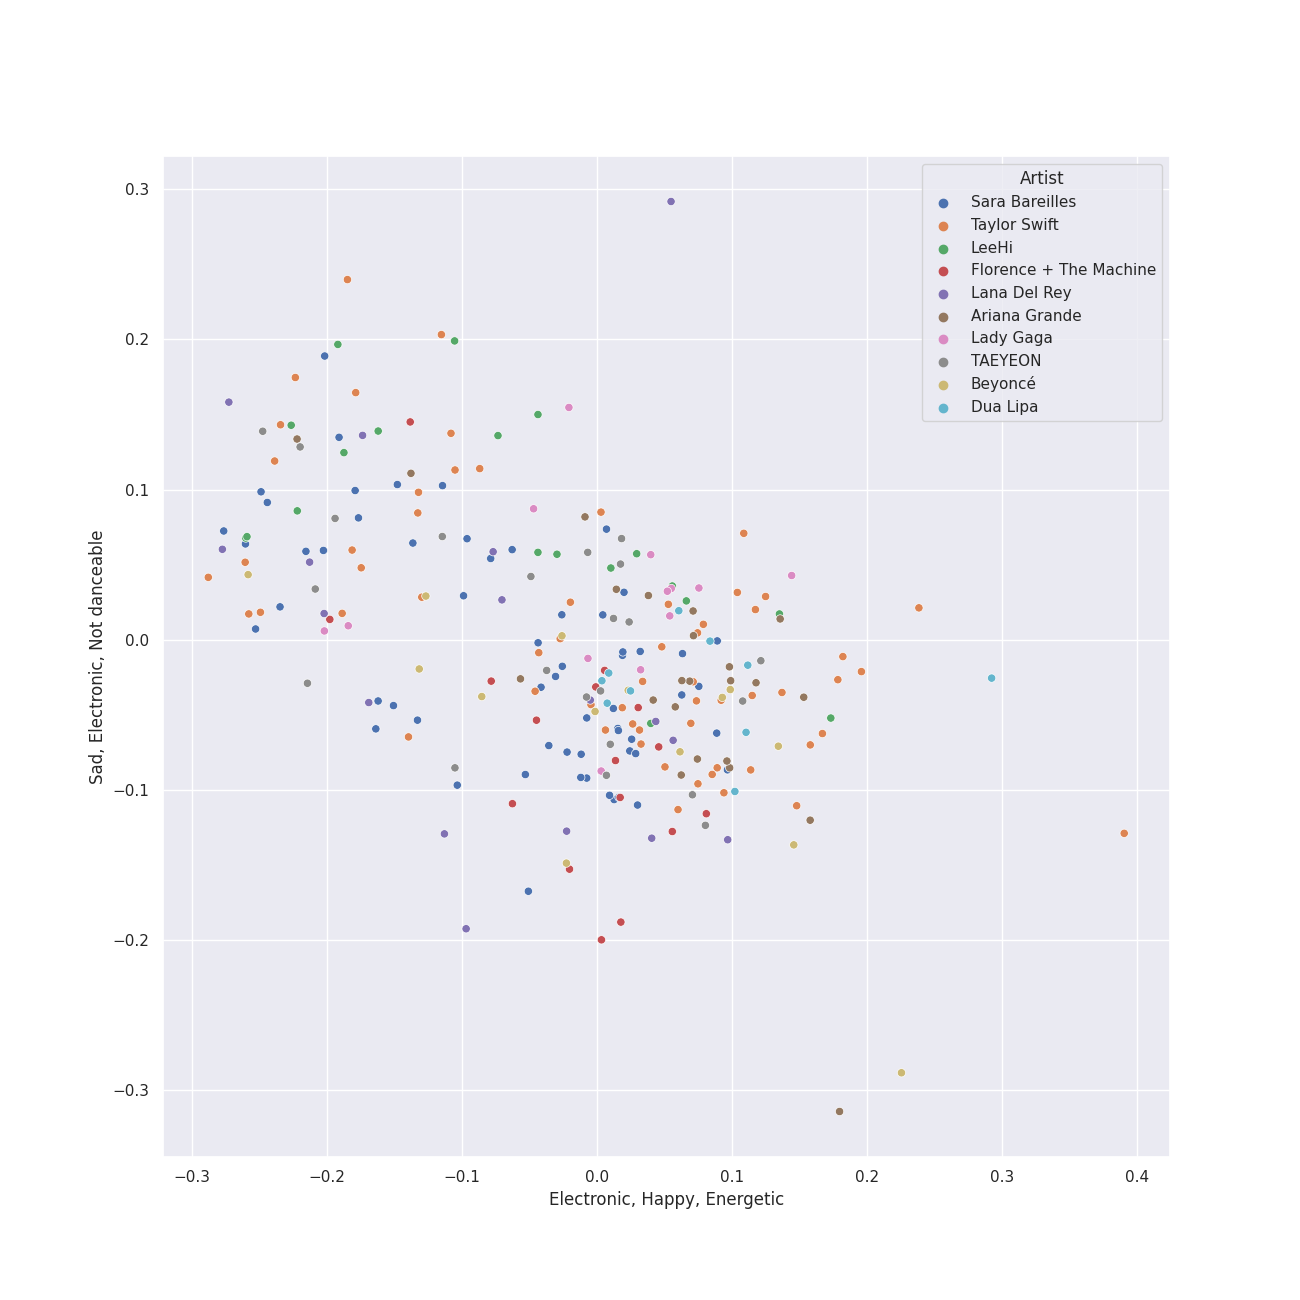 Artist
Sara Bareilles
Taylor Swift
LeeHi
Florence + The Machine
Lana Del Rey
Ariana Grande
Lady Gaga
TAEYEON
Beyoncé
Dua Lipa
0.3
0.2
0.1
0.0
−0.1
−0.2
−0.3
Sad, Electronic, Not danceable
−0.3 −0.2 −0.1 0.0 0.1 0.2 0.3 0.4
Electronic, Happy, Energetic